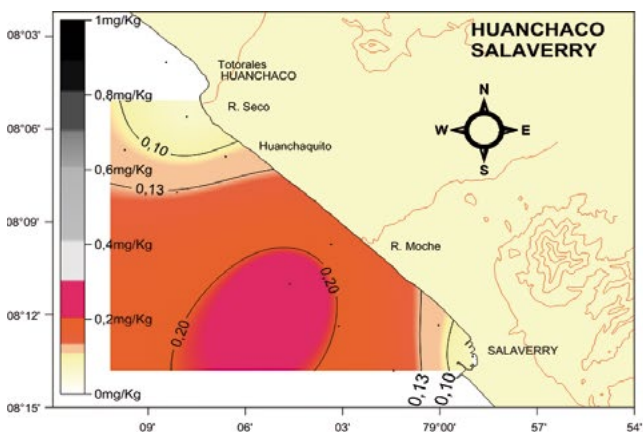 HUANCHACO
SALAVERRY
N
W E
S
08°03'
08°06'
08°09'
08°12'
08°15'
1mg/Kg
0,8mg/Kg
0,6mg/Kg
0,4mg/Kg
0,2mg/Kg
0mg/Kg
Totorales
HUANCHACO
R. Seco
Huanchaquito
0,10
0,13
R. Moche
0,20
0,20
SALAVERRY
0,13
0,10
09'
06'
03'
79°00'
57'
54'